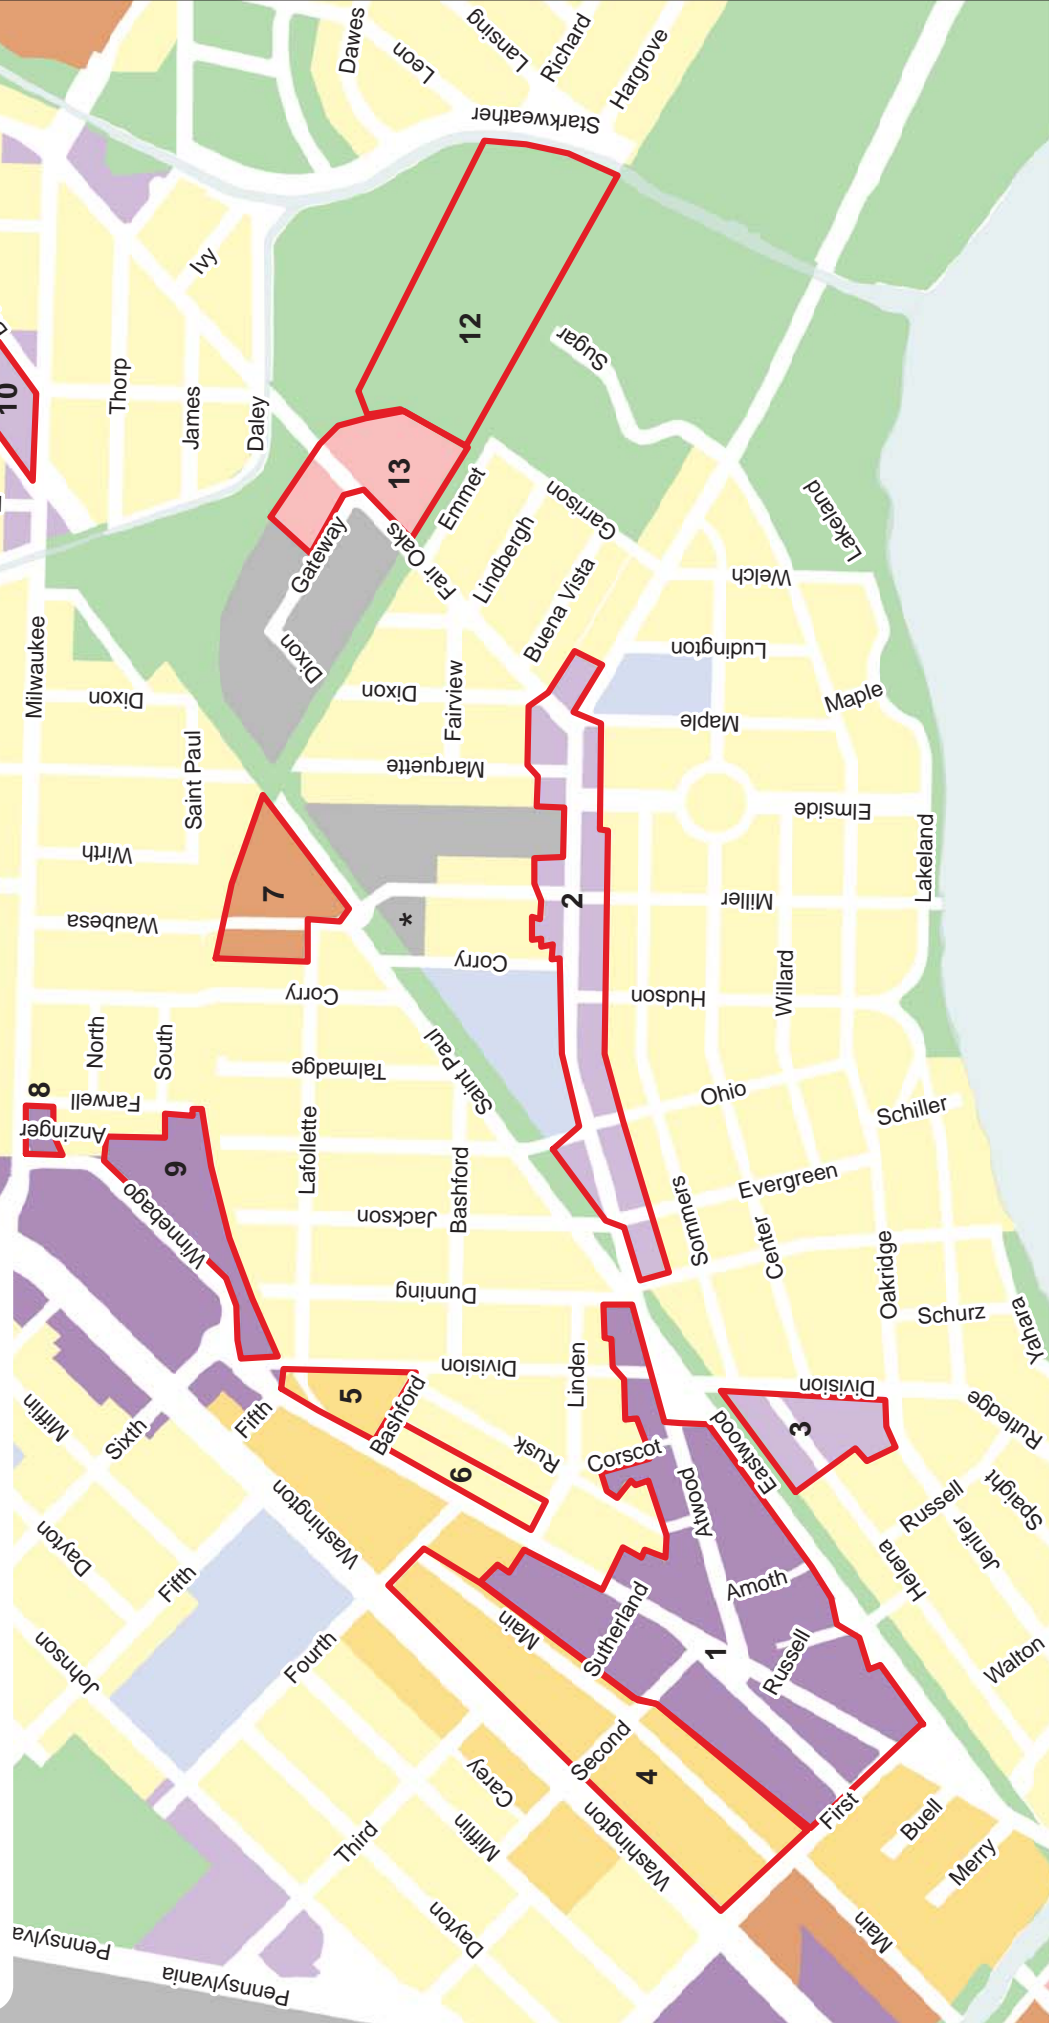 Dawes
Leon
Lansing
Richard
Hargrove
Starkweather
Ivy
12
Sugar
10
Thorp
James
Daley
13
Emmet
Garrison
Lakeland
Gateway
Fair Oaks
Lindbergh
Buena Vista
Welch
Milwaukee
Dixon
Dixon
Dixon
Fairview
Ludington
Maple
Maple
Saint Paul
Marquette
Elmside
Wirth
Lakeland
Waubesa
7
*
2
Miller
Corry
Corry
Hudson
Willard
North
South
Talmadge
Saint Paul
8
Farwell
Anzinger
Ohio
Schiller
9
Lafollette
Bashford
Evergreen
Winnebago
Jackson
Sommers
Center
Oakridge
Dunning
Schurz
Yahara
Division
Linden
Division
5
Bashford
Mifflin
Sixth
Fifth
Rutledge
3
Eastwood
Rusk
Corscot
6
Atwood
Russell
Spaight
Jenifer
Washington
Dayton
Fifth
Helena
Amoth
Main
Sutherland
Johnson
Fourth
1
Russell
Walton
Second
4
Carey
Mifflin
Washington
First
Third
Buell
Merry
Dayton
Main
Pennsylva
Pennsylvania